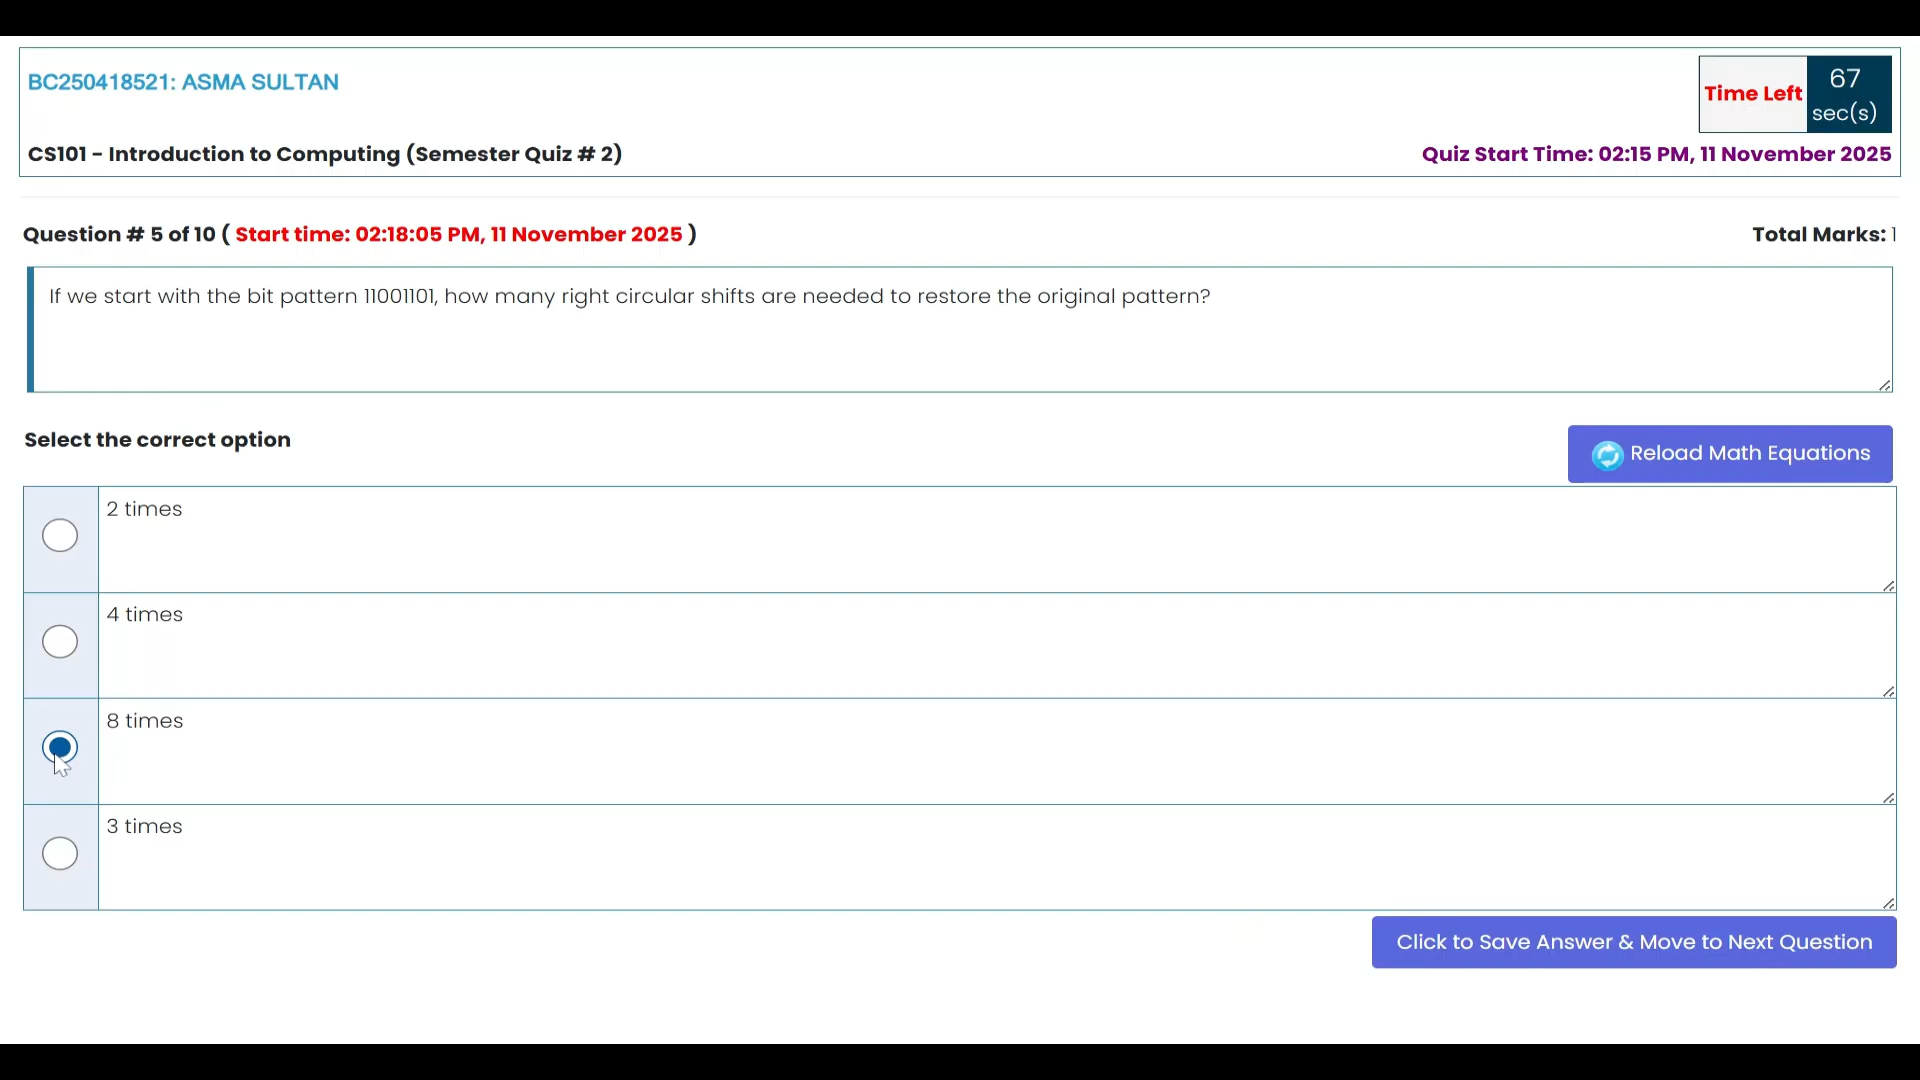 BC250418521: ASMA SULTAN
Time Left
67
sec(s)
CS101 - Introduction to Computing (Semester Quiz # 2)
Quiz Start Time: 02:15 PM, 11 November 2025
Question # 5 of 10 ( Start time: 02:18:05 PM, 11 November 2025 )
Total Marks: 1
If we start with the bit pattern 11001101, how many right circular shifts are needed to restore the original pattern?
Select the correct option
Reload Math Equations
2 times
4 times
8 times
3 times
Click to Save Answer & Move to Next Question